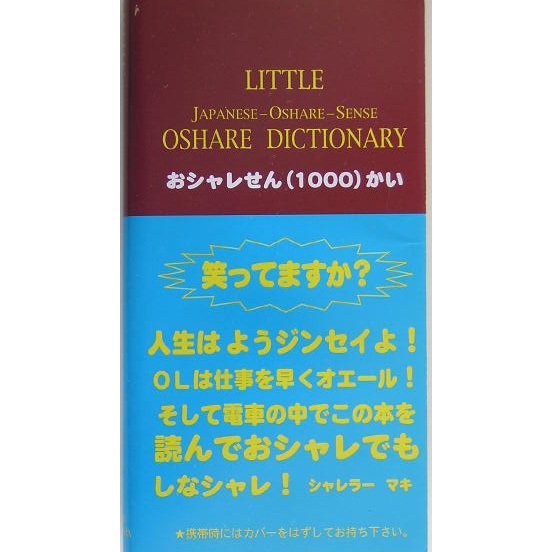 LITTLE
JAPANESE–OSHARE–SENSE
OSHARE DICTIONARY
おシャレせん(1000)かい
笑ってますか?
人生は ようジンセイよ!
OLは仕事を早くオエール!
そして電車の中でこの本を
読んでおシャレでも
しなシャレ! シャレラー マキ
★携帯時にはカバーをはずしてお持ち下さい。